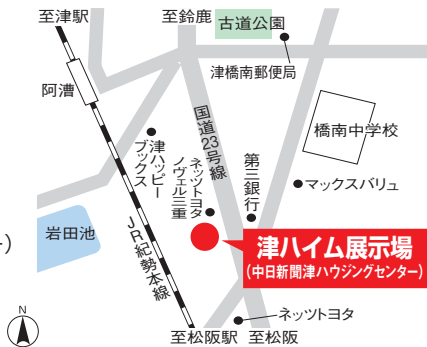 至津駅
至鈴鹿
古道公園
津橋南郵便局
阿漕
橋南中学校
国道23号線
津ハッピー
ブックス
ネッツトヨタ
ノヴェル三重
第三銀行
マックスバリュ
岩田池
JR紀勢本線
津ハイム展示場
(中日新聞津ハウジングセンター)
ネッツトヨタ
至松阪駅
至松阪
N